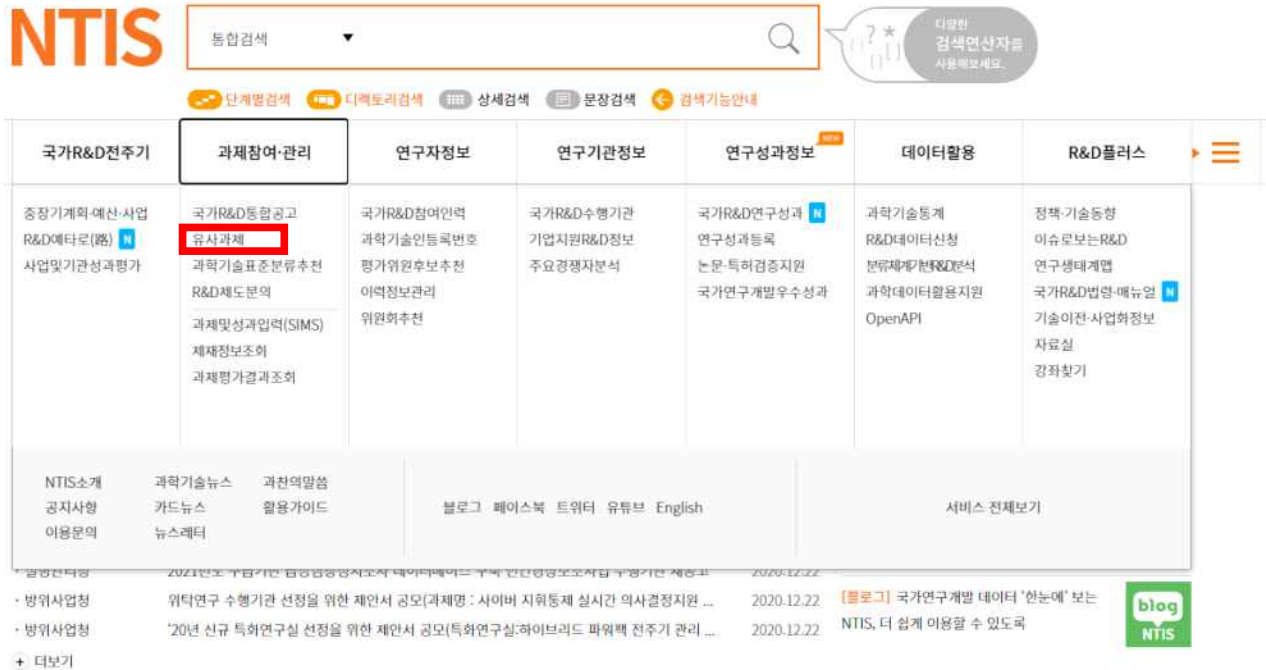 NTIS
통합검색 ▼
? *
다양한
검색연산자를
사용해보세요.
단계별검색 디렉토리검색 상세검색 문장검색 검색기능안내
국가R&D전주기 과제참여·관리 연구자정보 연구기관정보 연구성과정보 NEW 데이터활용 R&D플러스
중장기계획·예산·사업
R&D예타로(路) N
사업및기관성과평가
국가R&D통합공고
유사과제
과학기술표준분류추천
R&D제도문의
과제및성과입력(SIMS)
제재정보조회
과제평가결과조회
국가R&D참여인력
과학기술인등록번호
평가위원후보추천
이력정보관리
위원회추천
국가R&D수행기관
기업지원R&D정보
주요경쟁자분석
국가R&D연구성과 N
연구성과등록
논문·특허검증지원
국가연구개발우수성과
과학기술통계
R&D데이터신청
분류체계기반R&D분석
과학데이터활용지원
OpenAPI
정책·기술동향
이슈로보는R&D
연구생태계맵
국가R&D법령·매뉴얼 N
기술이전·사업화정보
자료실
강좌찾기
NTIS소개 과학기술뉴스 과찬의말씀
공지사항 카드뉴스 활용가이드
이용문의 뉴스레터
블로그 페이스북 트위터 유튜브 English
서비스 전체보기
2020.12.22
· 방위사업청 위탁연구 수행기관 선정을 위한 제안서 공모(과제명 : 사이버 지휘통제 실시간 의사결정지원 ... 2020.12.22
· 방위사업청 '20년 신규 특화연구실 선정을 위한 제안서 공모(특화연구실:하이브리드 파워팩 전주기 관리 ... 2020.12.22
+ 더보기
[블로그] 국가연구개발 데이터 '한눈에' 보는
NTIS, 더 쉽게 이용할 수 있도록
blog
NTIS